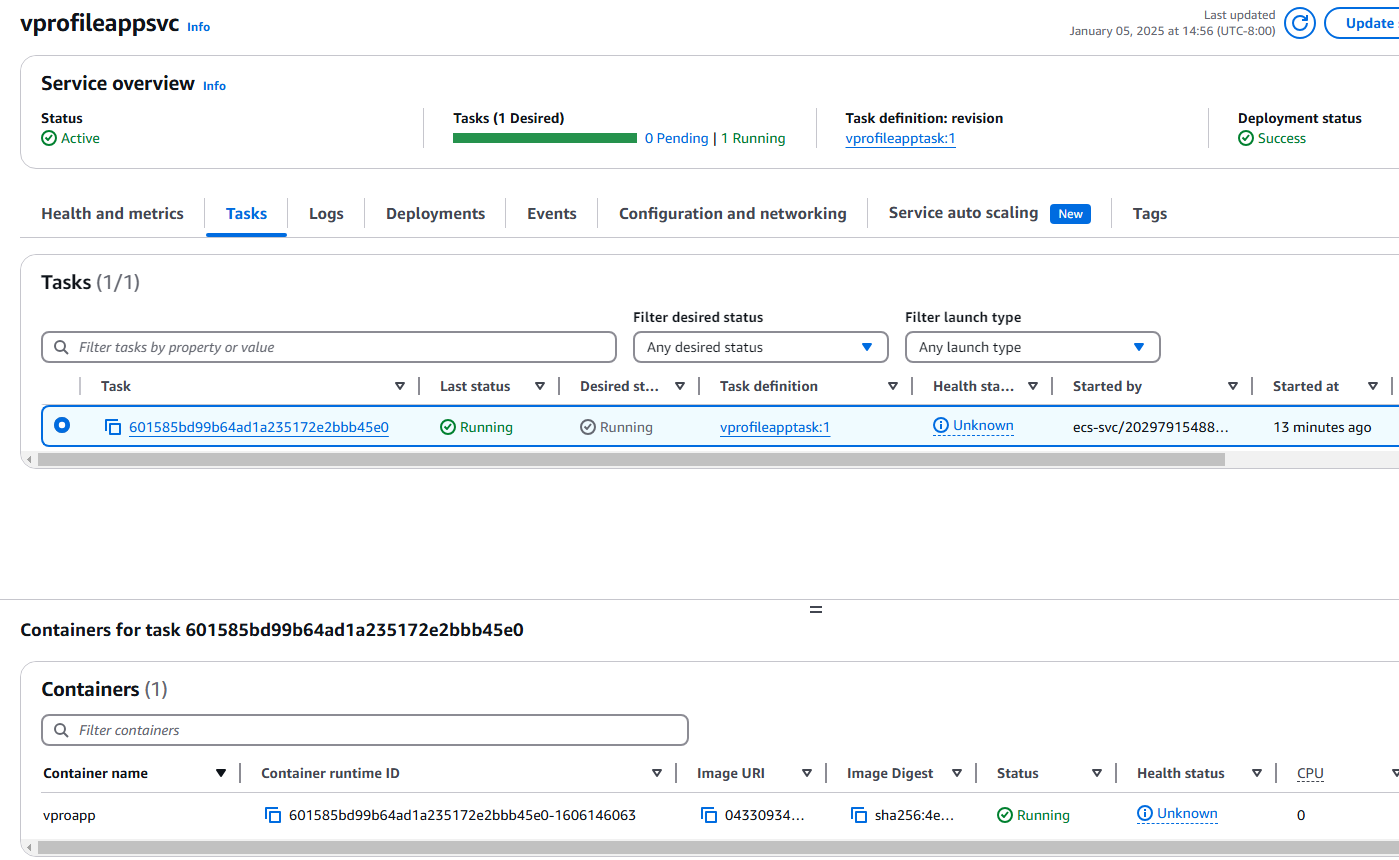 vprofileappsvc Info
Last updated
January 05, 2025 at 14:56 (UTC-8:00)
Update
Service overview Info
Status
Active
Tasks (1 Desired)
0 Pending | 1 Running
Task definition: revision
vprofileapptask:1
Deployment status
Success
Health and metrics Tasks Logs Deployments Events Configuration and networking Service auto scaling New Tags
Tasks (1/1)
Filter desired status Filter launch type
Filter tasks by property or value Any desired status Any launch type
Task Last status Desired st... Task definition Health sta... Started by Started at
601585bd99b64ad1a235172e2bbb45e0 Running Running vprofileapptask:1 Unknown ecs-svc/20297915488... 13 minutes ago
Containers for task 601585bd99b64ad1a235172e2bbb45e0
Containers (1)
Filter containers
Container name Container runtime ID Image URI Image Digest Status Health status CPU
vproapp 601585bd99b64ad1a235172e2bbb45e0-1606146063 04330934... sha256:4e... Running Unknown 0